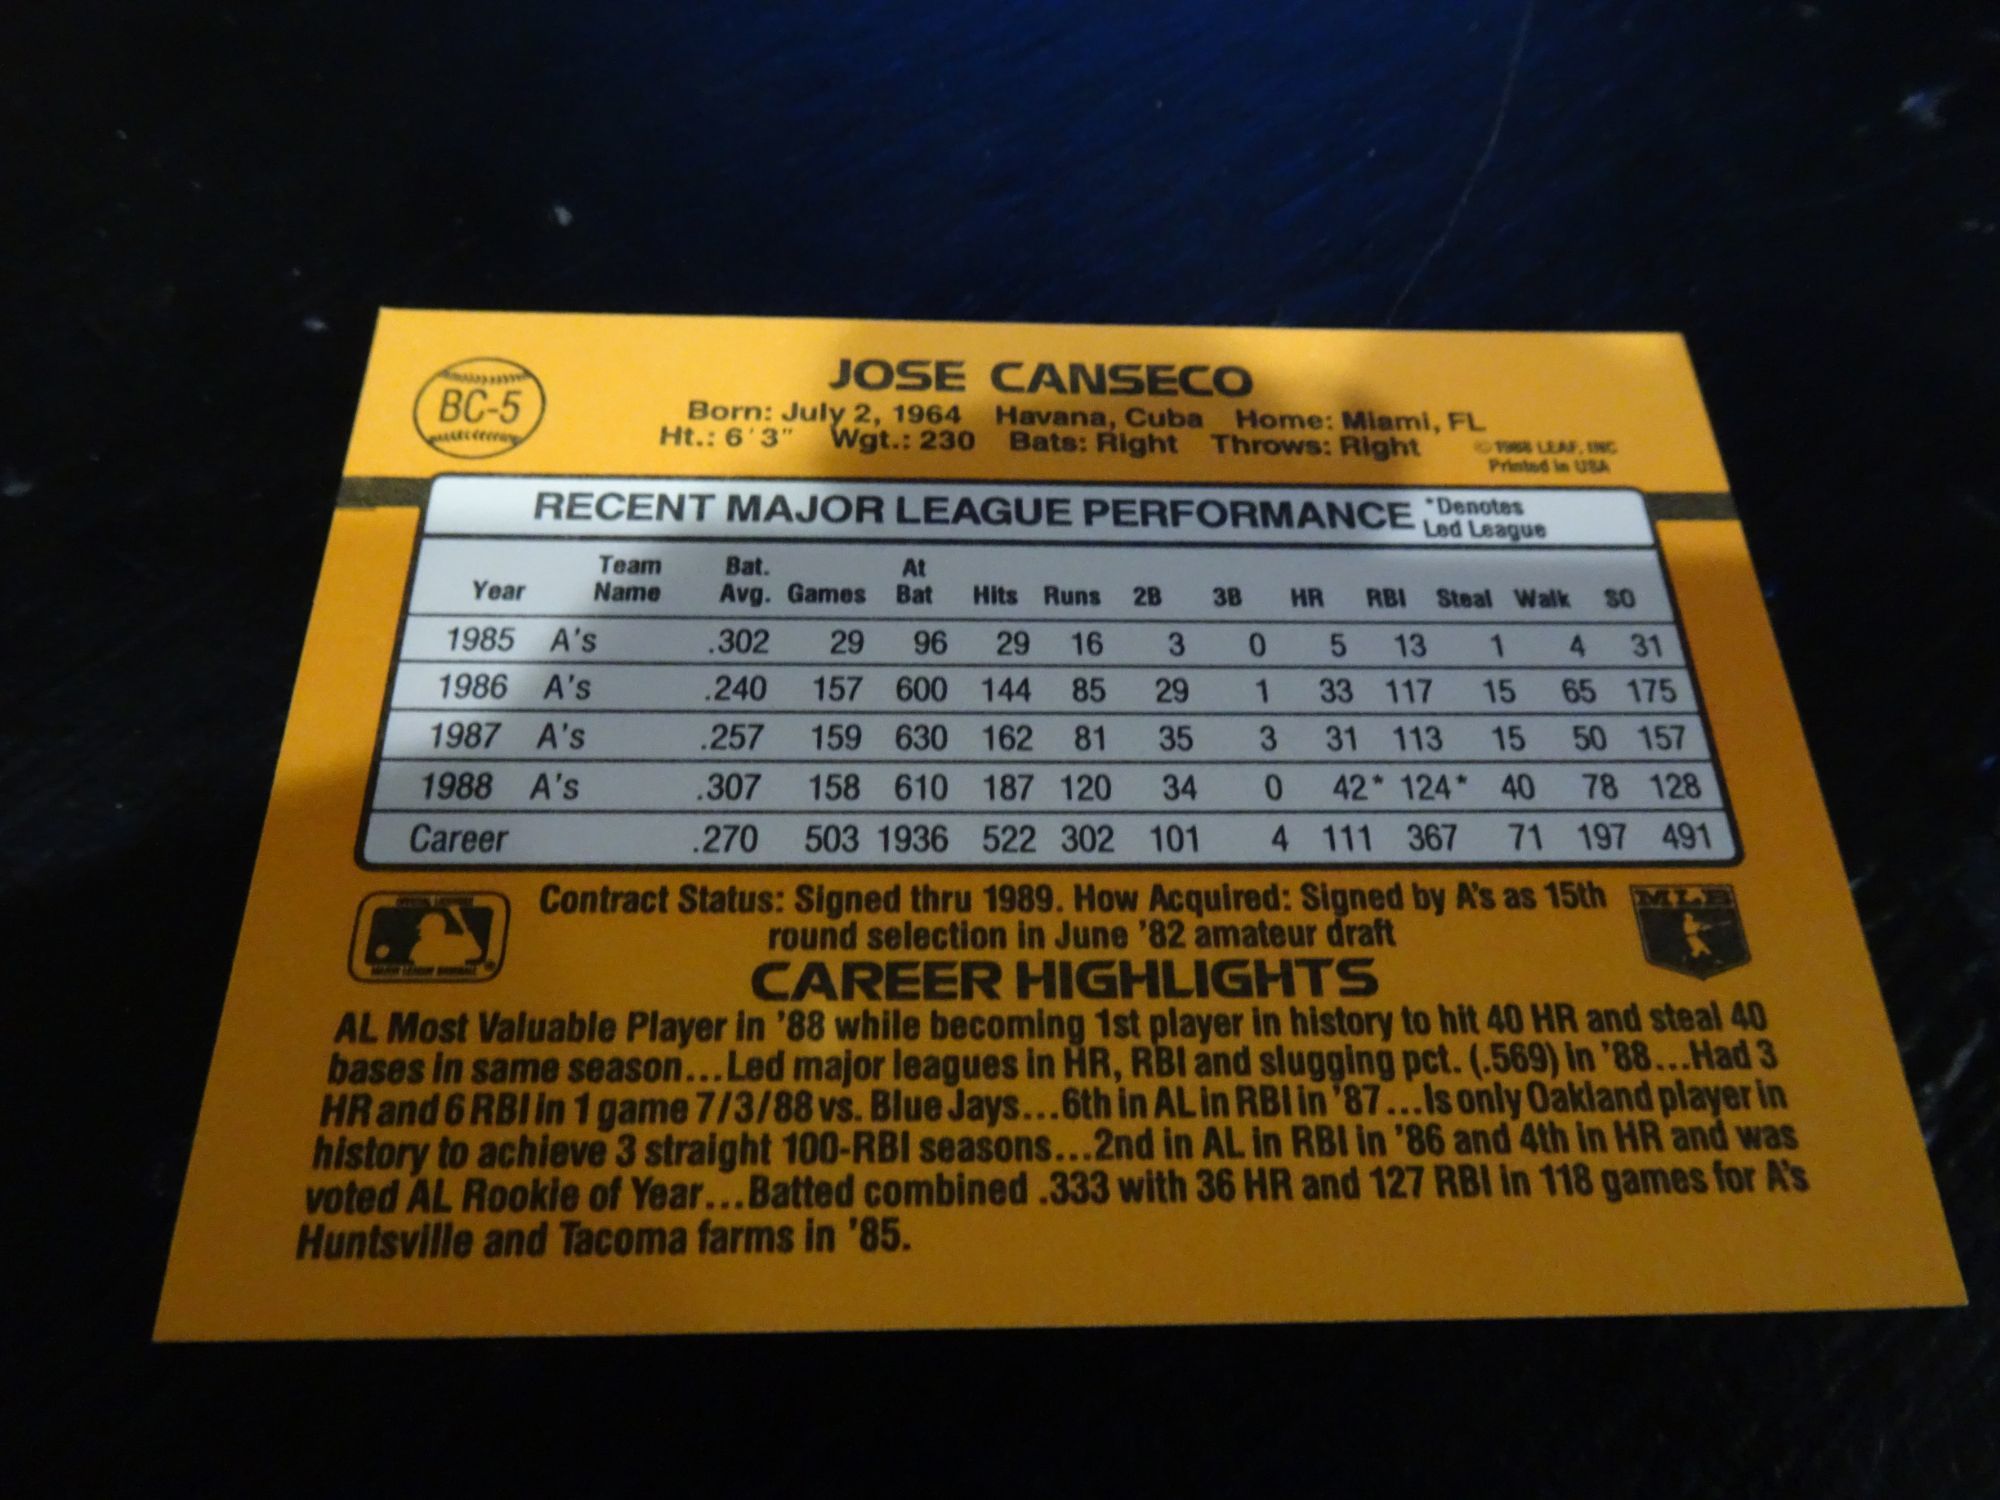 BC-5
JOSE CANSECO
Born: July 2, 1964 Havana, Cuba Home: Miami, FL
Ht.: 6'3" Wgt.: 230 Bats: Right Throws: Right
© 1988 LEAF, INC
Printed in USA
RECENT MAJOR LEAGUE PERFORMANCE *Denotes Led League
Year Team Name Bat. Avg. Games At Bat Hits Runs 2B 3B HR RBI Steal Walk SO
1985 A's .302 29 96 29 16 3 0 5 13 1 4 31
1986 A's .240 157 600 144 85 29 1 33 117 15 65 175
1987 A's .257 159 630 162 81 35 3 31 113 15 50 157
1988 A's .307 158 610 187 120 34 0 42* 124* 40 78 128
Career .270 503 1936 522 302 101 4 111 367 71 197 491
Contract Status: Signed thru 1989. How Acquired: Signed by A's as 15th
round selection in June '82 amateur draft
MLB
MAJOR LEAGUE BASEBALL
CAREER HIGHLIGHTS
AL Most Valuable Player in '88 while becoming 1st player in history to hit 40 HR and steal 40
bases in same season...Led major leagues in HR, RBI and slugging pct. (.569) in '88...Had 3
HR and 6 RBI in 1 game 7/3/88 vs. Blue Jays...6th in AL in RBI in '87...Is only Oakland player in
history to achieve 3 straight 100-RBI seasons...2nd in AL in RBI in '86 and 4th in HR and was
voted AL Rookie of Year...Batted combined .333 with 36 HR and 127 RBI in 118 games for A's
Huntsville and Tacoma farms in '85.